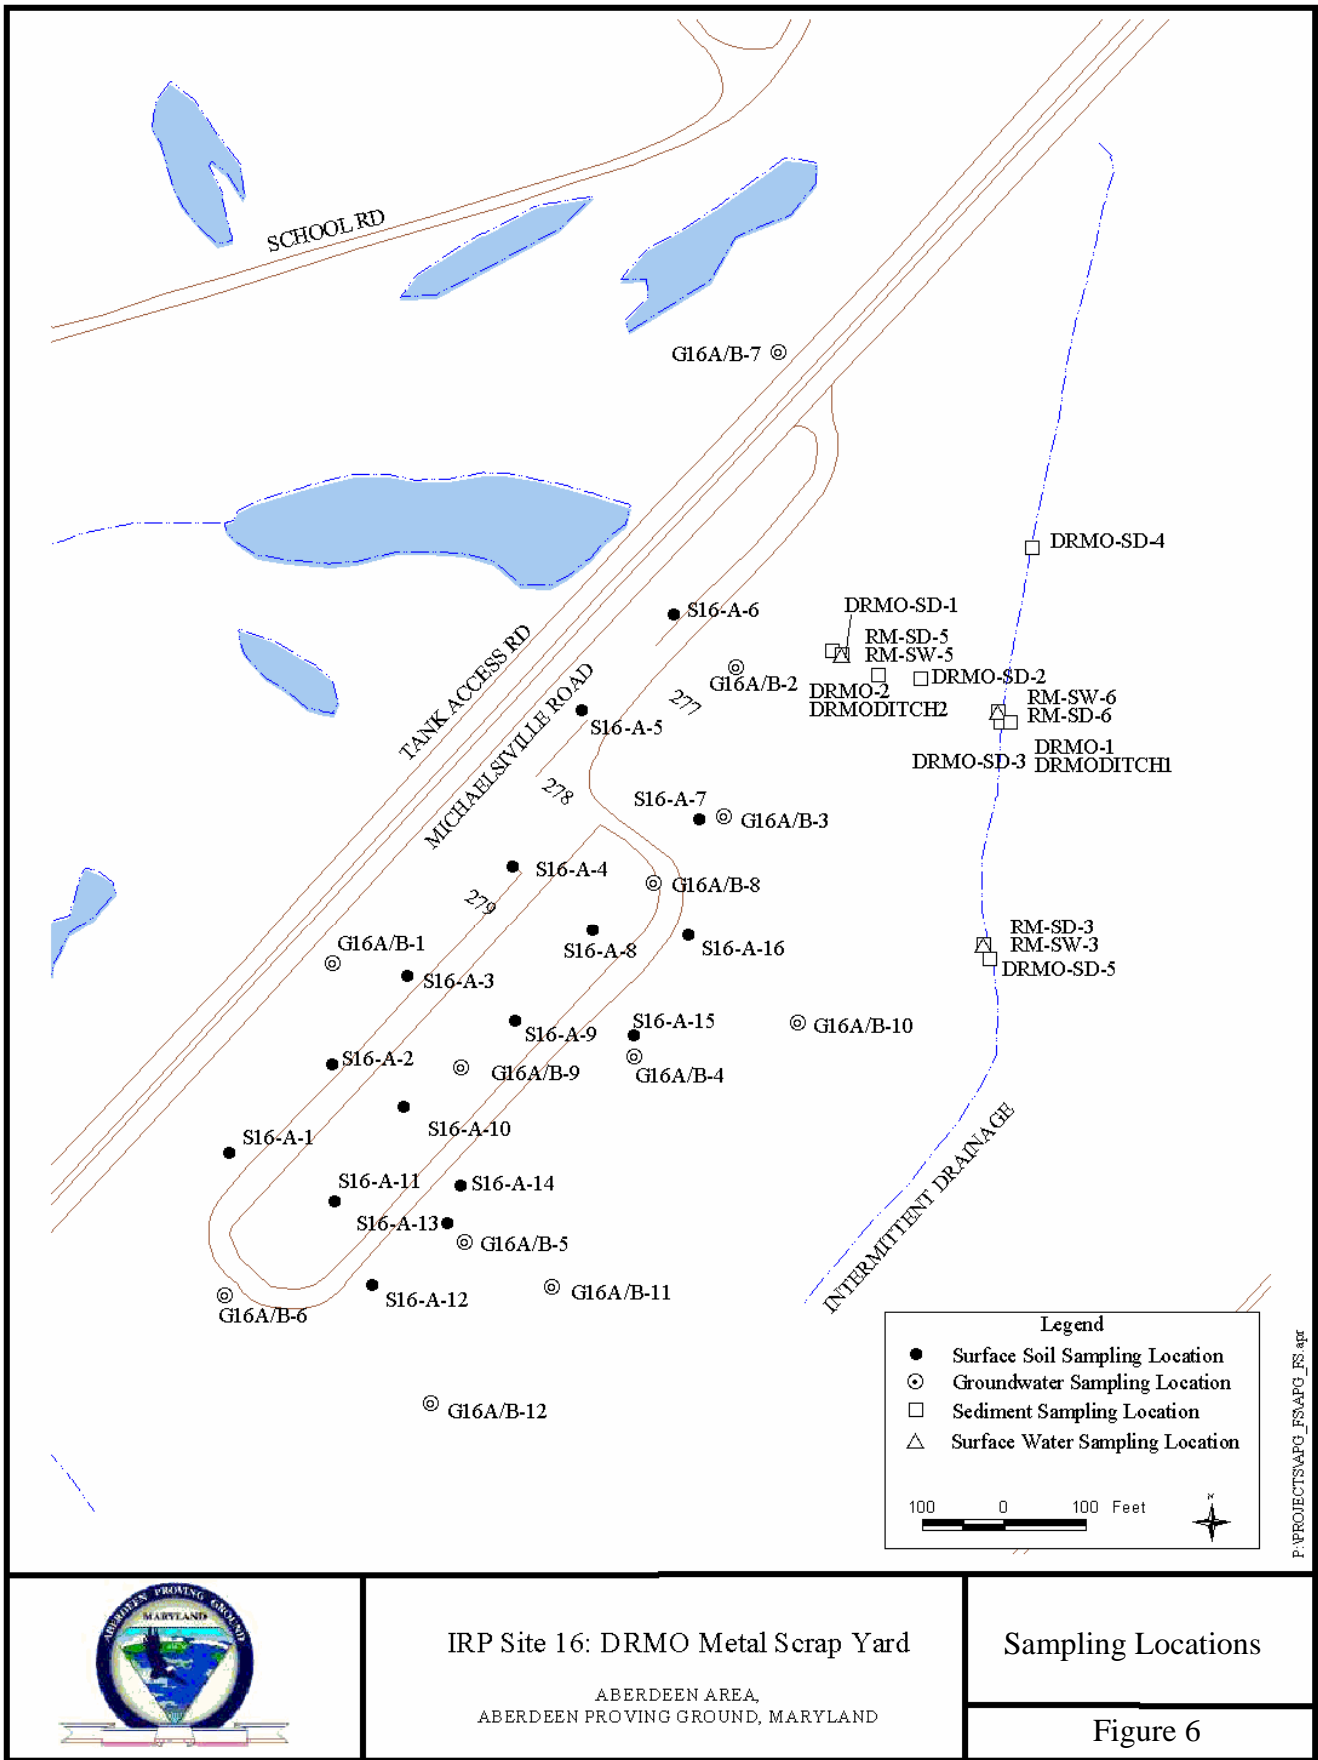 SCHOOL RD
G16A/B-7
DRMO-SD-4
S16-A-6
DRMO-SD-1
RM-SD-5
RM-SW-5
TANK ACCESS RD
G16A/B-2
DRMO-2
DRMODITCH2
DRMO-SD-2
277
RM-SW-6
RM-SD-6
S16-A-5
MICHAELSIVILLE ROAD
DRMO-SD-3
DRMO-1
DRMODITCH1
278
S16-A-7
G16A/B-3
S16-A-4
G16A/B-8
279
G16A/B-1
S16-A-8
S16-A-16
RM-SD-3
RM-SW-3
DRMO-SD-5
S16-A-3
S16-A-9
S16-A-15
G16A/B-10
S16-A-2
G16A/B-9
G16A/B-4
S16-A-10
S16-A-1
INTERMITTENT DRAINAGE
S16-A-11
S16-A-14
S16-A-13
G16A/B-5
S16-A-12
G16A/B-11
G16A/B-6
G16A/B-12
Legend
Surface Soil Sampling Location
Groundwater Sampling Location
Sediment Sampling Location
Surface Water Sampling Location
100 0 100 Feet
N
P:\PROJECTS\APG_FS\APG_FS.apr
ABERDEEN PROVING GROUND
MARYLAND
IRP Site 16: DRMO Metal Scrap Yard
ABERDEEN AREA,
ABERDEEN PROVING GROUND, MARYLAND
Sampling Locations
Figure 6